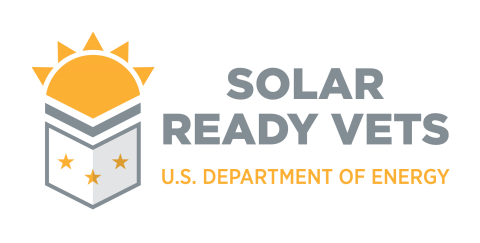 SOLAR
READY VETS
U.S. DEPARTMENT OF ENERGY